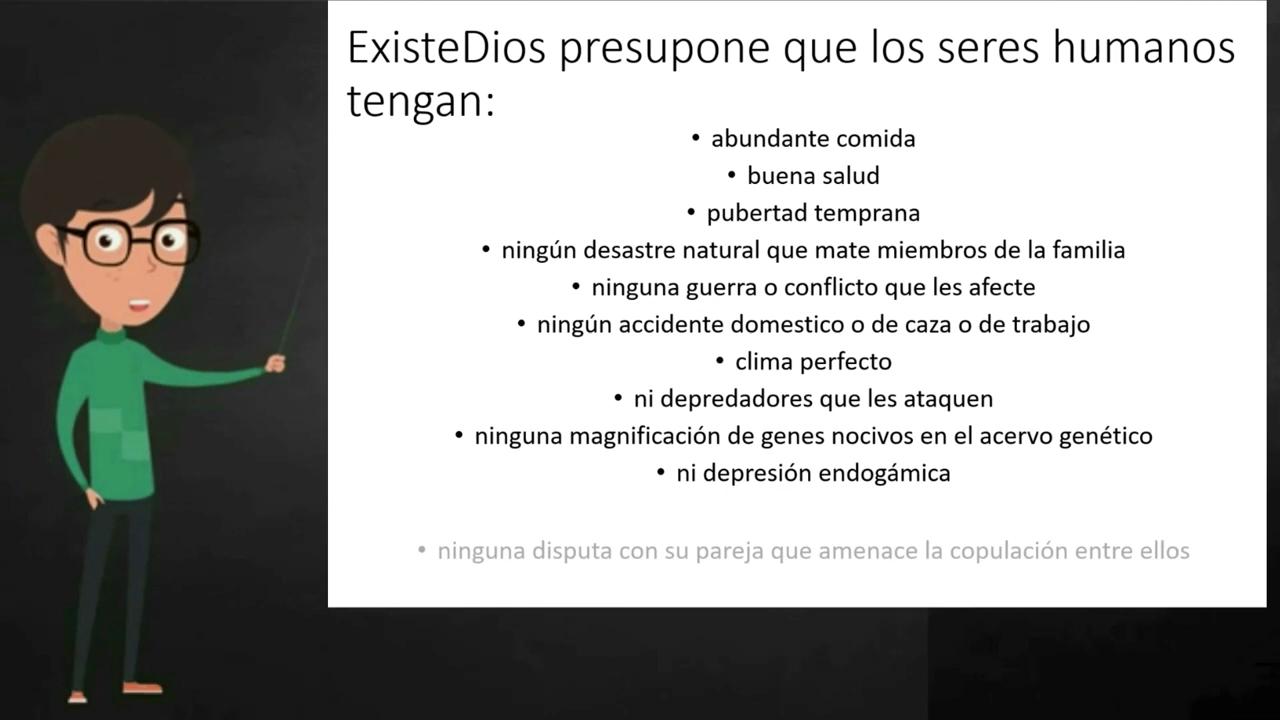 ExisteDios presupone que los seres humanos
tengan:
• abundante comida
• buena salud
• pubertad temprana
• ningún desastre natural que mate miembros de la familia
• ninguna guerra o conflicto que les afecte
• ningún accidente domestico o de caza o de trabajo
• clima perfecto
• ni depredadores que les ataquen
• ninguna magnificación de genes nocivos en el acervo genético
• ni depresión endogámica
• ninguna disputa con su pareja que amenace la copulación entre ellos